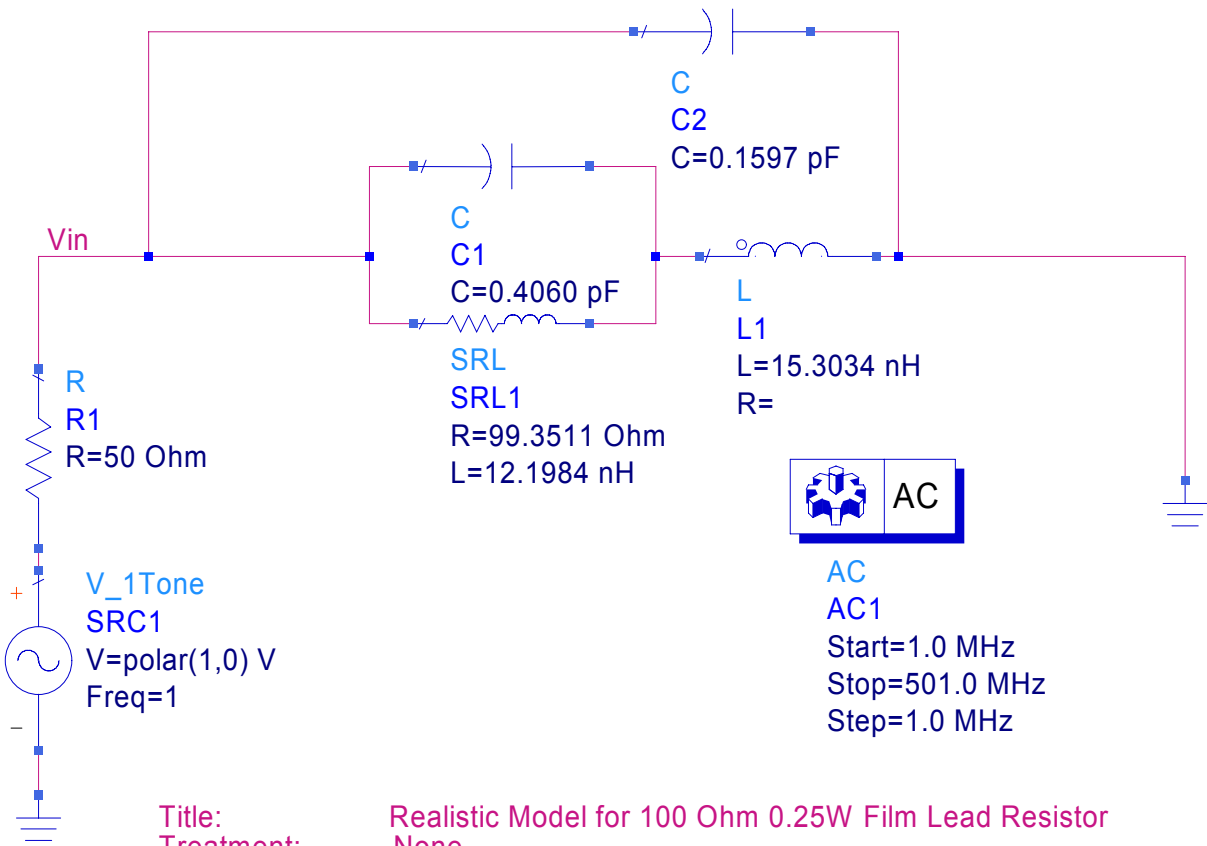 C
C2
C=0.1597 pF
C
C1
C=0.4060 pF
Vin
L
L1
L=15.3034 nH
R=
SRL
SRL1
R=99.3511 Ohm
L=12.1984 nH
R
R1
R=50 Ohm
AC
AC
AC1
Start=1.0 MHz
Stop=501.0 MHz
Step=1.0 MHz
+
V_1Tone
SRC1
V=polar(1,0) V
Freq=1
−
Title: Realistic Model for 100 Ohm 0.25W Film Lead Resistor
Treatment: None